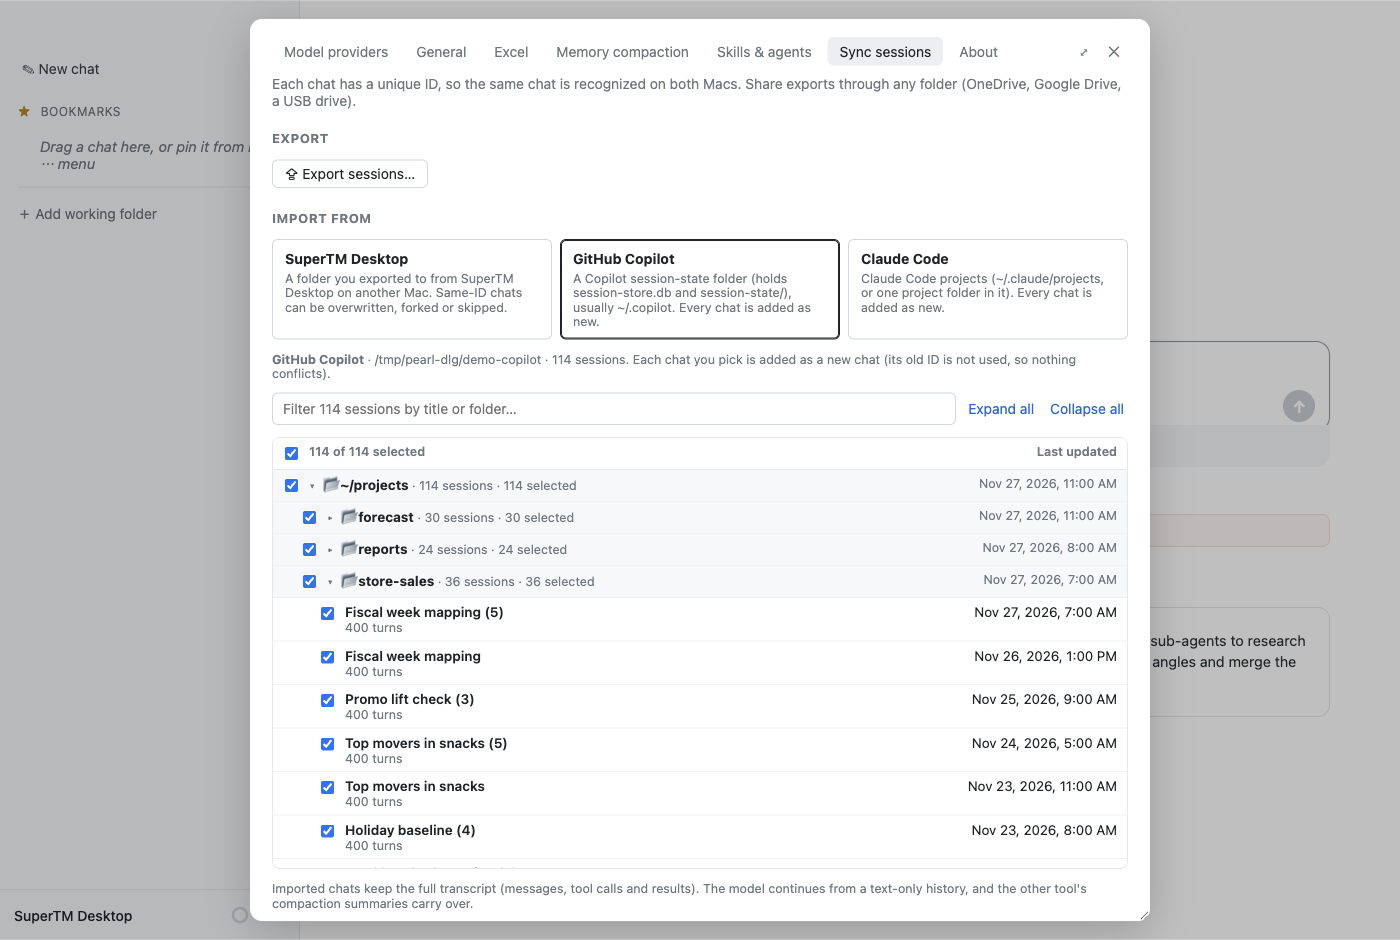 Model providers General Excel Memory compaction Skills & agents Sync sessions About
Each chat has a unique ID, so the same chat is recognized on both Macs. Share exports through any folder (OneDrive, Google Drive,
a USB drive).
EXPORT
Export sessions...
IMPORT FROM
SuperTM Desktop
A folder you exported to from SuperTM
Desktop on another Mac. Same-ID chats
can be overwritten, forked or skipped.
GitHub Copilot
A Copilot session-state folder (holds
session-store.db and session-state/),
usually ~/.copilot. Every chat is added as
new.
Claude Code
Claude Code projects (~/.claude/projects,
or one project folder in it). Every chat is
added as new.
GitHub Copilot · /tmp/pearl-dlg/demo-copilot · 114 sessions. Each chat you pick is added as a new chat (its old ID is not used, so nothing
conflicts).
Filter 114 sessions by title or folder... Expand all Collapse all
114 of 114 selected Last updated
~/projects · 114 sessions · 114 selected Nov 27, 2026, 11:00 AM
forecast · 30 sessions · 30 selected Nov 27, 2026, 11:00 AM
reports · 24 sessions · 24 selected Nov 27, 2026, 8:00 AM
store-sales · 36 sessions · 36 selected Nov 27, 2026, 7:00 AM
Fiscal week mapping (5) Nov 27, 2026, 7:00 AM
400 turns
Fiscal week mapping Nov 26, 2026, 1:00 PM
400 turns
Promo lift check (3) Nov 25, 2026, 9:00 AM
400 turns
Top movers in snacks (5) Nov 24, 2026, 5:00 AM
400 turns
Top movers in snacks Nov 23, 2026, 11:00 AM
400 turns
Holiday baseline (4) Nov 23, 2026, 8:00 AM
400 turns
Imported chats keep the full transcript (messages, tool calls and results). The model continues from a text-only history, and the other tool's
compaction summaries carry over.
New chat
BOOKMARKS
Drag a chat here, or pin it from
··· menu
+ Add working folder
SuperTM Desktop
sub-agents to research
angles and merge the